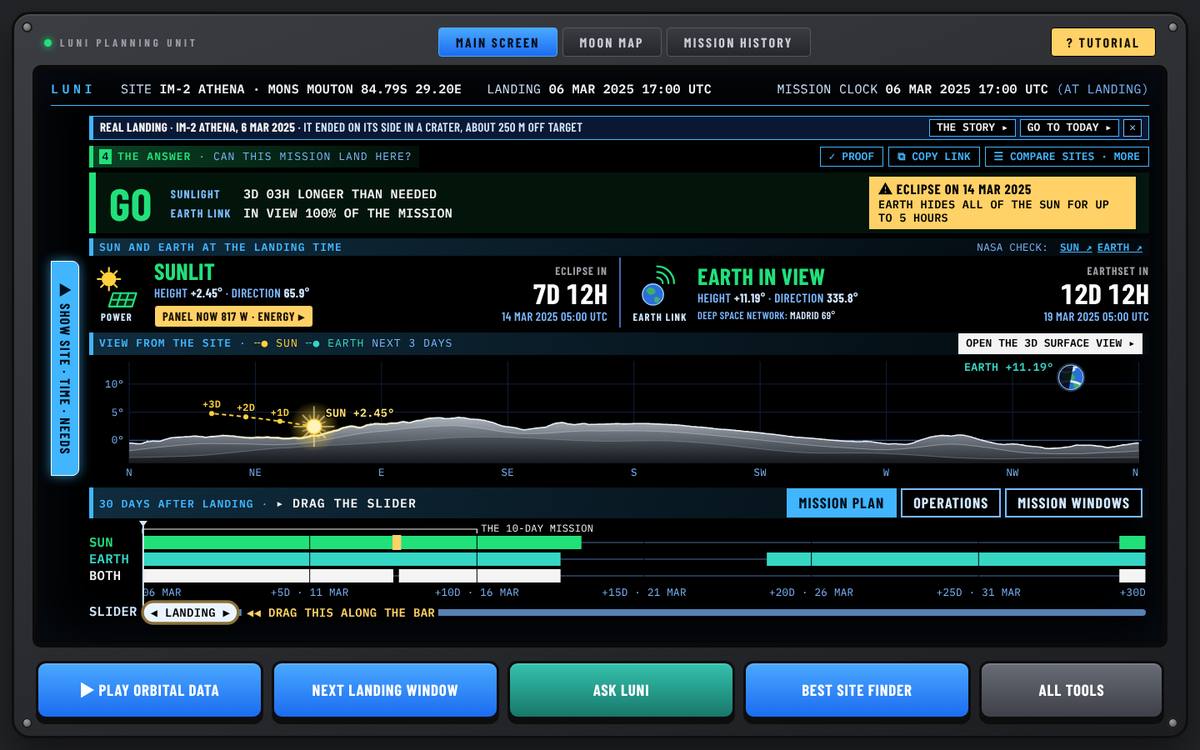 LUNI PLANNING UNIT
MAIN SCREEN
MOON MAP
MISSION HISTORY
? TUTORIAL
LUNI SITE IM-2 ATHENA · MONS MOUTON 84.79S 29.20E LANDING 06 MAR 2025 17:00 UTC MISSION CLOCK 06 MAR 2025 17:00 UTC (AT LANDING)
REAL LANDING · IM-2 ATHENA, 6 MAR 2025 · IT ENDED ON ITS SIDE IN A CRATER, ABOUT 250 M OFF TARGET
THE STORY ▸ GO TO TODAY ▸ ×
4 THE ANSWER · CAN THIS MISSION LAND HERE?
✓ PROOF ⧉ COPY LINK ☰ COMPARE SITES · MORE
GO
SUNLIGHT 3D 03H LONGER THAN NEEDED
EARTH LINK IN VIEW 100% OF THE MISSION
⚠ ECLIPSE ON 14 MAR 2025
EARTH HIDES ALL OF THE SUN FOR UP
TO 5 HOURS
SUN AND EARTH AT THE LANDING TIME
NASA CHECK: SUN ↗ EARTH ↗
▶ SHOW SITE · TIME · NEEDS
POWER
SUNLIT
HEIGHT +2.45° · DIRECTION 65.9°
PANEL NOW 817 W · ENERGY ▸
ECLIPSE IN
7D 12H
14 MAR 2025 05:00 UTC
EARTH LINK
EARTH IN VIEW
HEIGHT +11.19° · DIRECTION 335.8°
DEEP SPACE NETWORK: MADRID 69°
EARTHSET IN
12D 12H
19 MAR 2025 05:00 UTC
VIEW FROM THE SITE · SUN EARTH NEXT 3 DAYS
OPEN THE 3D SURFACE VIEW ▸
EARTH +11.19°
10°
5°
0°
+3D
+2D
+1D
SUN +2.45°
N NE E SE S SW W NW N
30 DAYS AFTER LANDING · ▸ DRAG THE SLIDER
MISSION PLAN OPERATIONS MISSION WINDOWS
THE 10-DAY MISSION
SUN
EARTH
BOTH
06 MAR +5D · 11 MAR +10D · 16 MAR +15D · 21 MAR +20D · 26 MAR +25D · 31 MAR +30D
SLIDER ◀ LANDING ▶ ◀◀ DRAG THIS ALONG THE BAR
▶ PLAY ORBITAL DATA
NEXT LANDING WINDOW
ASK LUNI
BEST SITE FINDER
ALL TOOLS